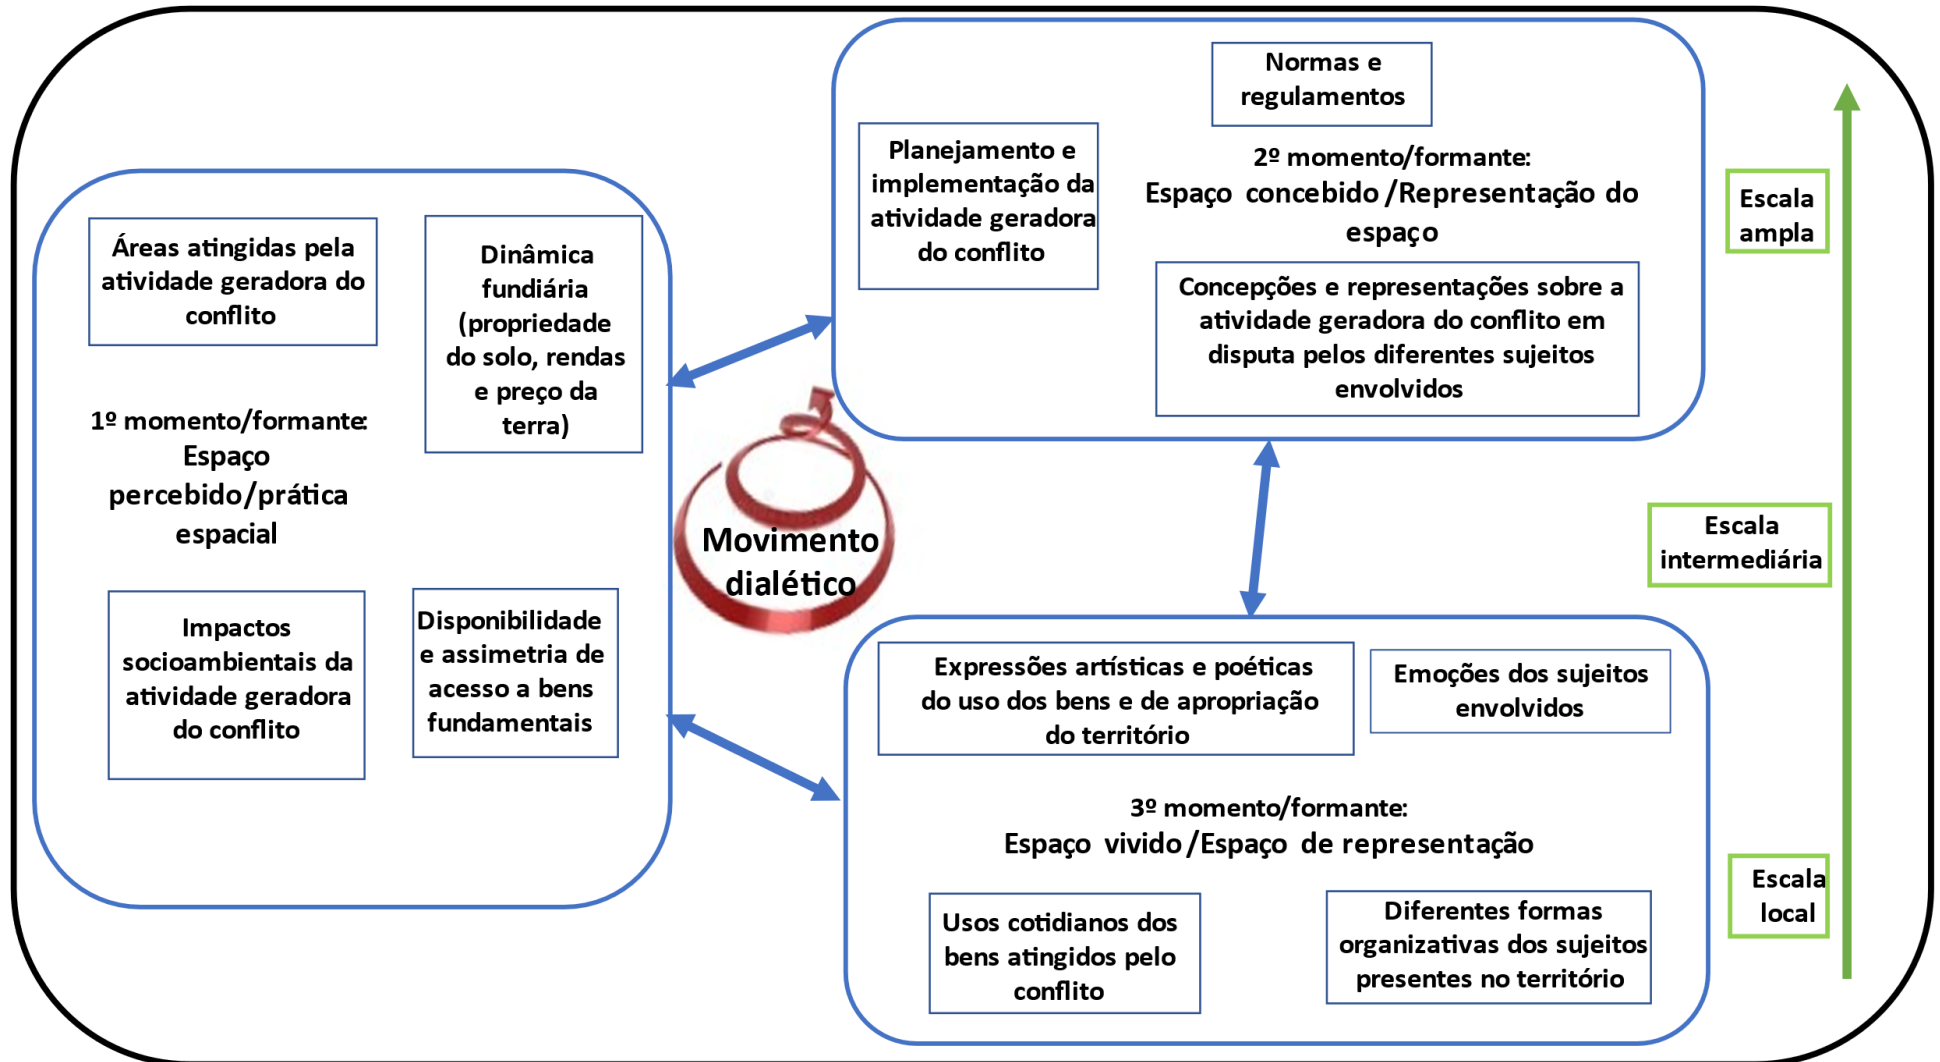 Áreas atingidas pela
atividade geradora do
conflito
Dinâmica
fundiária
(propriedade
do solo, rendas
e preço da
terra)
1º momento/formante:
Espaço
percebido/prática
espacial
Impactos
socioambientais da
atividade geradora
do conflito
Disponibilidade
e assimetria de
acesso a bens
fundamentais
Movimento
dialético
Normas e
regulamentos
Planejamento e
implementação da
atividade geradora
do conflito
2º momento/formante:
Espaço concebido/Representação do
espaço
Concepções e representações sobre a
atividade geradora do conflito em
disputa pelos diferentes sujeitos
envolvidos
Expressões artísticas e poéticas
do uso dos bens e de apropriação
do território
Emoções dos sujeitos
envolvidos
3º momento/formante:
Espaço vivido/Espaço de representação
Usos cotidianos dos
bens atingidos pelo
conflito
Diferentes formas
organizativas dos sujeitos
presentes no território
Escala
ampla
Escala
intermediária
Escala
local